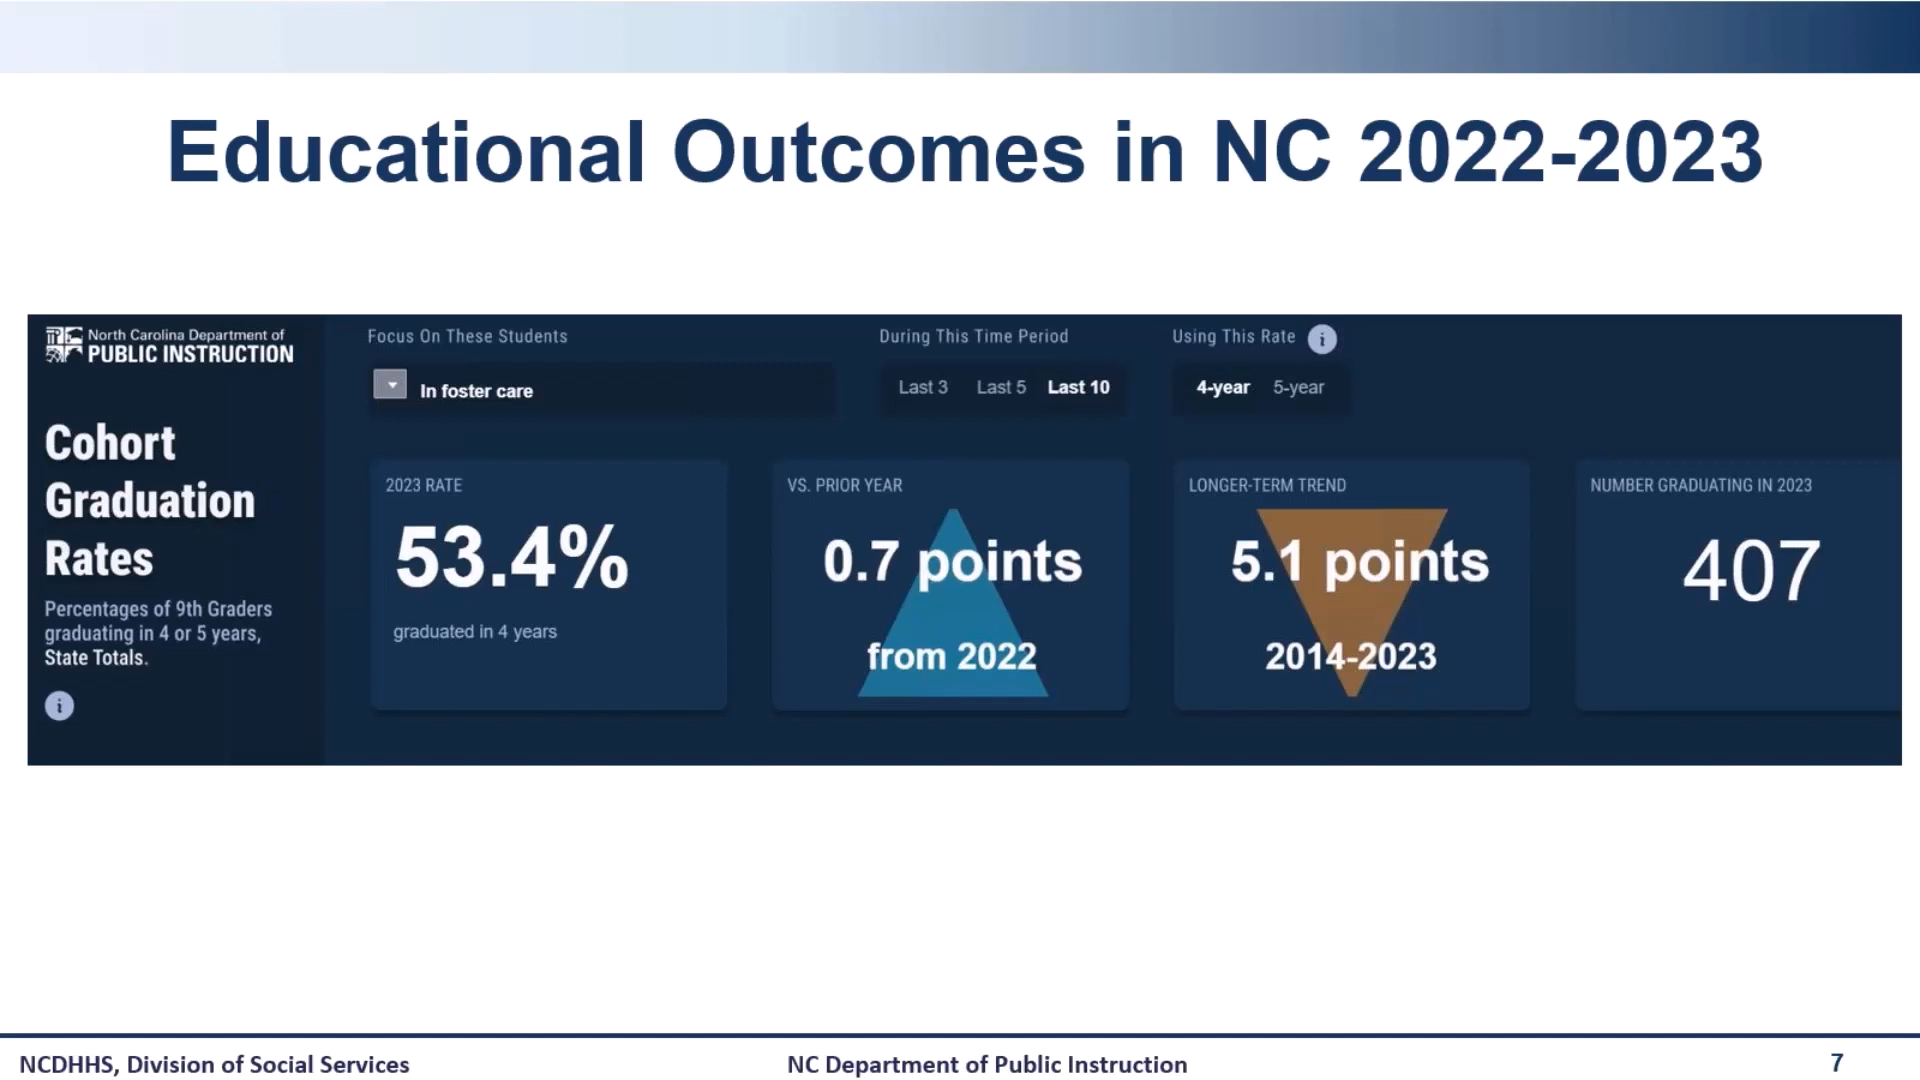 Educational Outcomes in NC 2022-2023
North Carolina Department of
PUBLIC INSTRUCTION
Cohort
Graduation
Rates
Percentages of 9th Graders
graduating in 4 or 5 years,
State Totals.
i
Focus On These Students
In foster care
During This Time Period
Last 3 Last 5 Last 10
Using This Rate i
4-year 5-year
2023 RATE
53.4%
graduated in 4 years
VS. PRIOR YEAR
0.7 points
from 2022
LONGER-TERM TREND
5.1 points
2014-2023
NUMBER GRADUATING IN 2023
407
NCDHHS, Division of Social Services
NC Department of Public Instruction
7